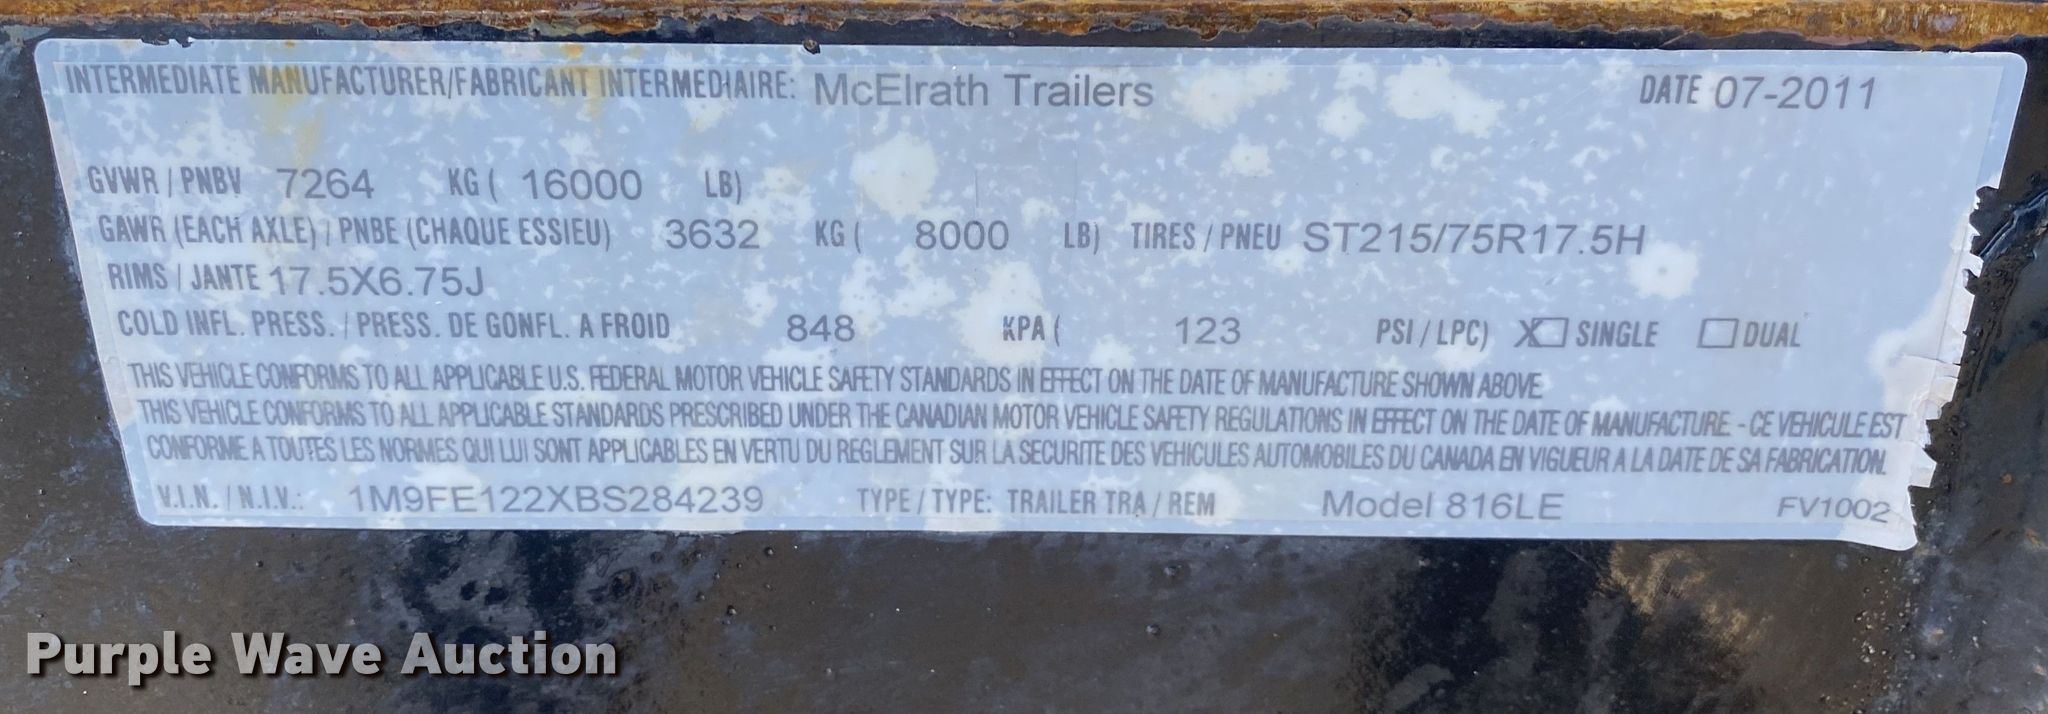 INTERMEDIATE MANUFACTURER/FABRICANT INTERMEDIAIRE: McElrath Trailers DATE 07-2011
GVWR / PNBV 7264 KG ( 16000 LB)
GAWR (EACH AXLE) / PNBE (CHAQUE ESSIEU) 3632 KG ( 8000 LB) TIRES / PNEU ST215/75R17.5H
RIMS / JANTE 17.5X6.75J
COLD INFL. PRESS. / PRESS. DE GONFL. A FROID 848 KPA ( 123 PSI / LPC) X☐ SINGLE ☐ DUAL
THIS VEHICLE CONFORMS TO ALL APPLICABLE U.S. FEDERAL MOTOR VEHICLE SAFETY STANDARDS IN EFFECT ON THE DATE OF MANUFACTURE SHOWN ABOVE
THIS VEHICLE CONFORMS TO ALL APPLICABLE STANDARDS PRESCRIBED UNDER THE CANADIAN MOTOR VEHICLE SAFETY REGULATIONS IN EFFECT ON THE DATE OF MANUFACTURE - CE VEHICULE EST
CONFORME A TOUTES LES NORMES QUI LUI SONT APPLICABLES EN VERTU DU REGLEMENT SUR LA SECURITE DES VEHICULES AUTOMOBILES DU CANADA EN VIGUEUR A LA DATE DE SA FABRICATION.
V.I.N. / N.I.V.: 1M9FE122XBS284239 TYPE / TYPE: TRAILER TRA / REM Model 816LE FV1002
Purple Wave Auction